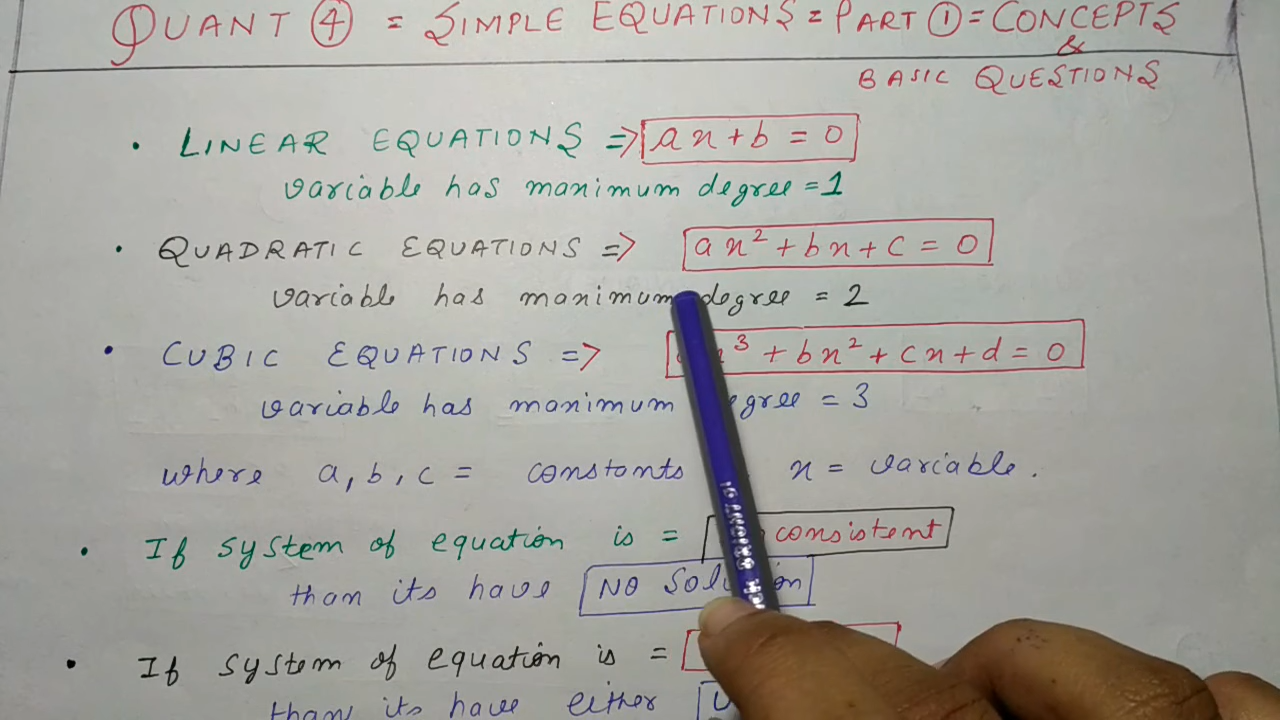 QUANT ④ = SIMPLE EQUATIONS = PART ① = CONCEPTS
&
BASIC QUESTIONS
• LINEAR EQUATIONS => ax + b = 0
variable has maximum degree = 1
• QUADRATIC EQUATIONS => ax² + bx + c = 0
variable has maximum degree = 2
• CUBIC EQUATIONS => x³ + bx² + cx + d = 0
variable has maximum = 3
where a, b, c = constants x = variable.
• If system of equation is = consistent
than its have NO
• If system of equation is =
than its have either